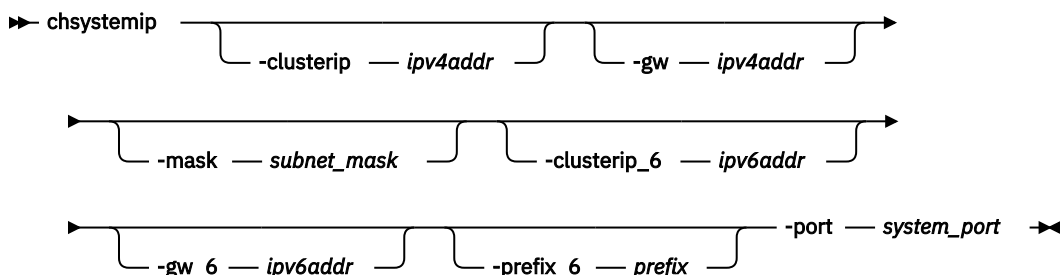 chsystemip
-clusterip ipv4addr -gw ipv4addr
-mask subnet_mask -clusterip_6 ipv6addr
-port system_port
-gw_6 ipv6addr -prefix_6 prefix